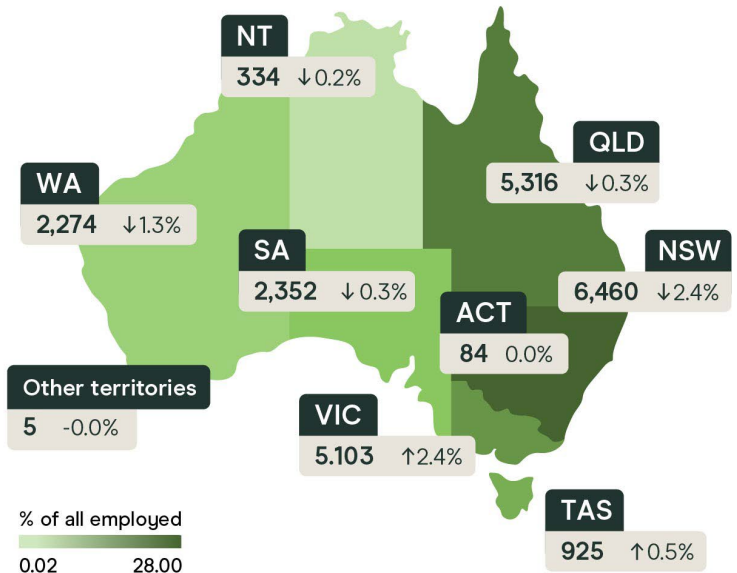 NT
334 ↓0.2%
QLD
5,316 ↓0.3%
WA
2,274 ↓1.3%
SA
2,352 ↓0.3%
NSW
6,460 ↓2.4%
ACT
84 0.0%
Other territories
5 -0.0%
VIC
5.103 ↑2.4%
TAS
925 ↑0.5%
% of all employed
0.02 28.00